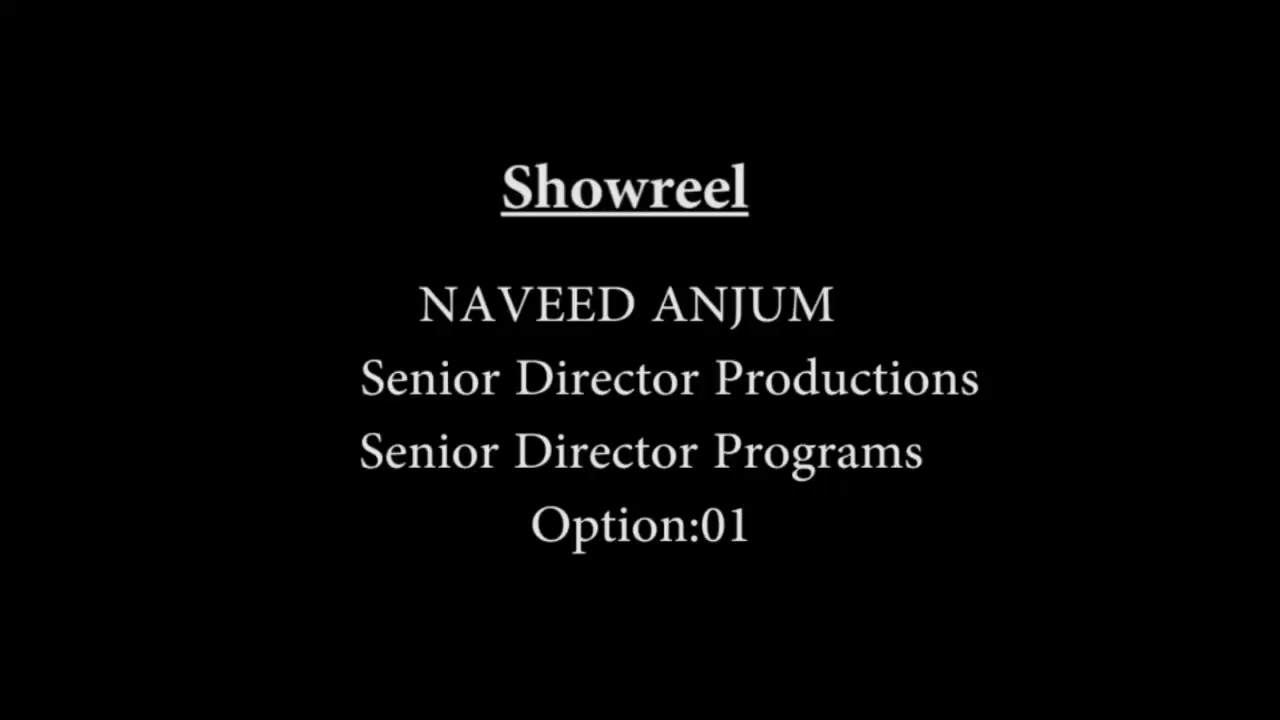 Showreel
NAVEED ANJUM
Senior Director Productions
Senior Director Programs
Option:01